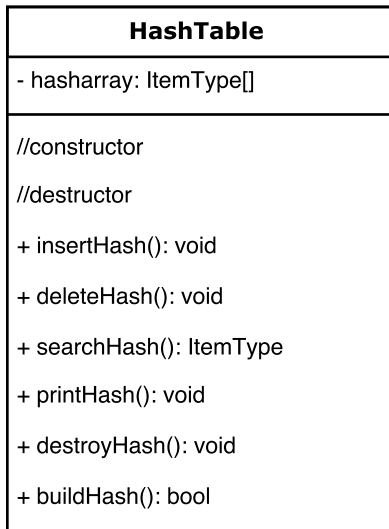 HashTable
- hasharray: ItemType[]
//constructor
//destructor
+ insertHash(): void
+ deleteHash(): void
+ searchHash(): ItemType
+ printHash(): void
+ destroyHash(): void
+ buildHash(): bool